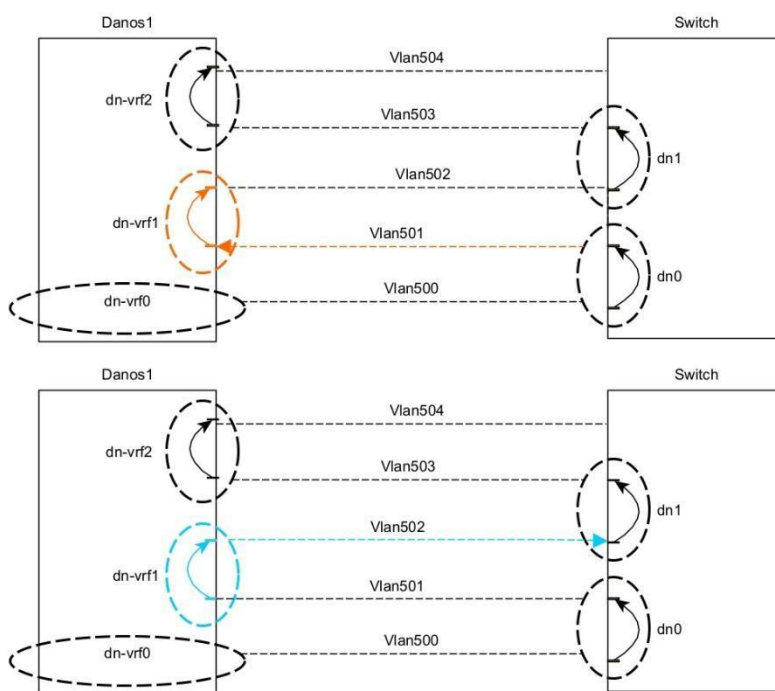 Danos1
Switch
Vlan504
dn-vrf2
Vlan503
dn1
Vlan502
dn-vrf1
Vlan501
dn0
dn-vrf0
Vlan500
Danos1
Switch
Vlan504
dn-vrf2
Vlan503
dn1
Vlan502
dn-vrf1
Vlan501
dn0
dn-vrf0
Vlan500